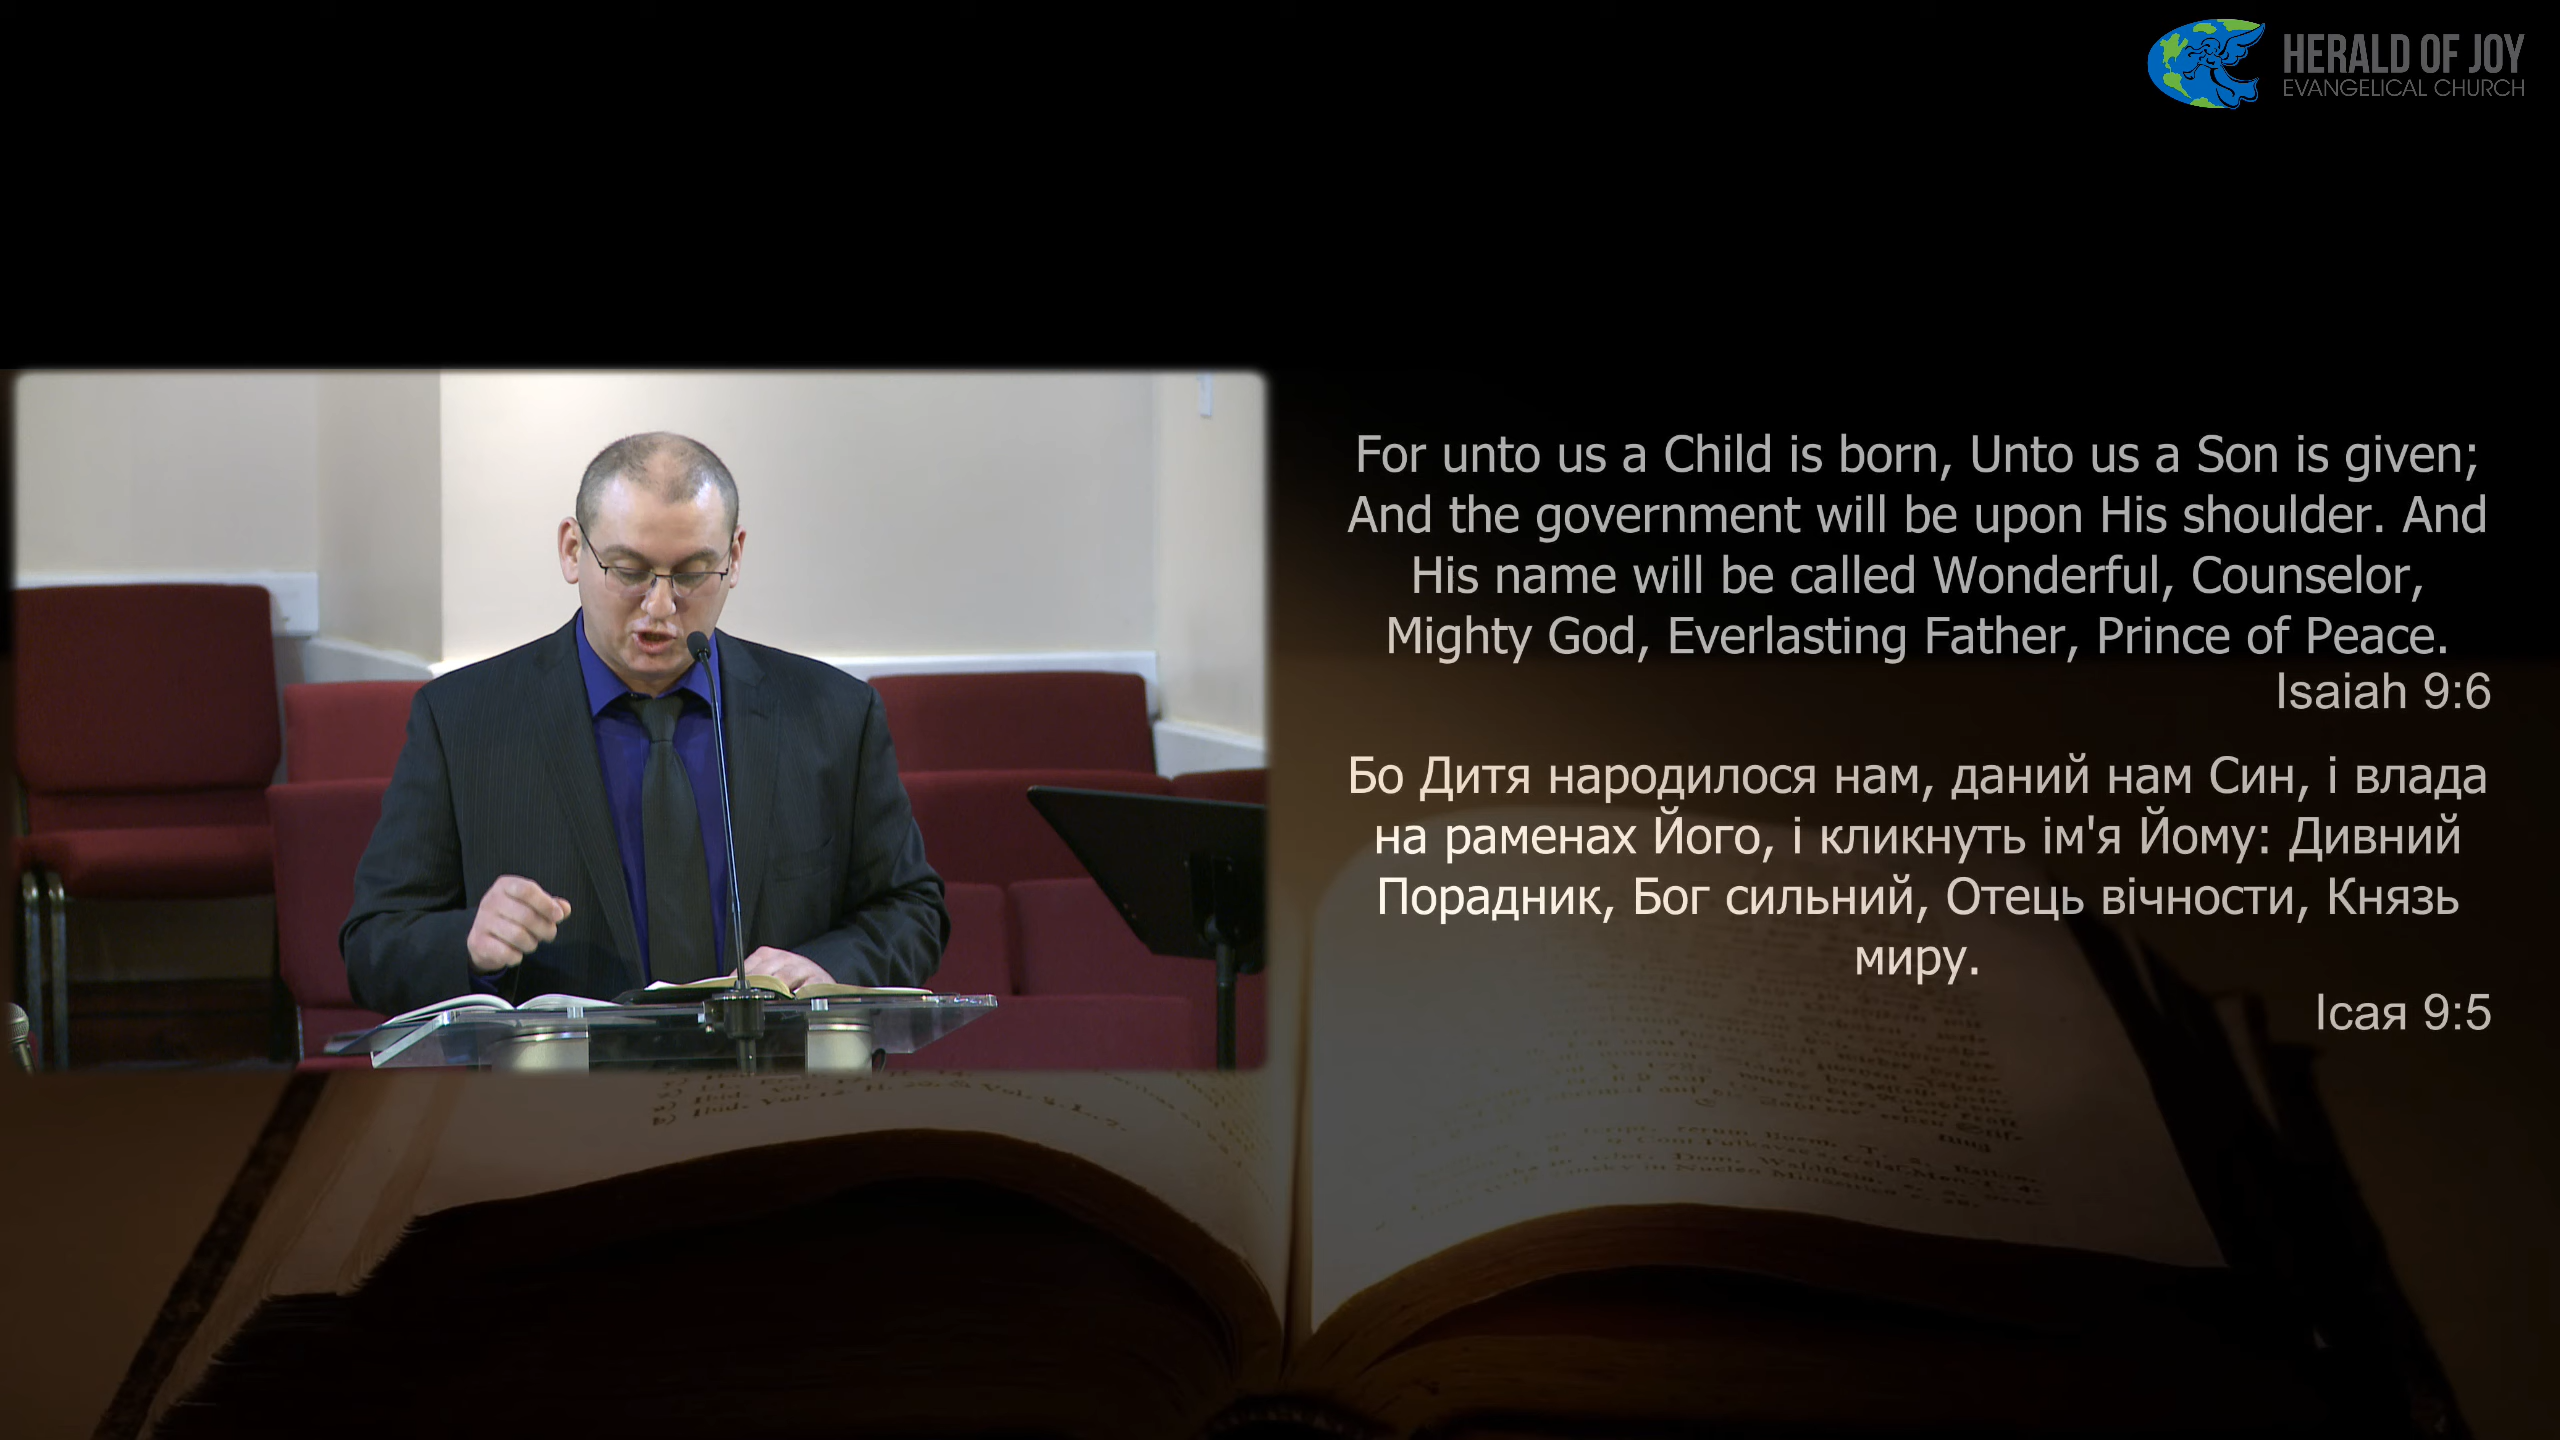 HERALD OF JOY
EVANGELICAL CHURCH
For unto us a Child is born, Unto us a Son is given;
And the government will be upon His shoulder. And
His name will be called Wonderful, Counselor,
Mighty God, Everlasting Father, Prince of Peace.
Isaiah 9:6
Бо Дитя народилося нам, даний нам Син, і влада
на раменах Його, і кликнуть ім'я Йому: Дивний
Порадник, Бог сильний, Отець вічности, Князь
миру.
Ісая 9:5